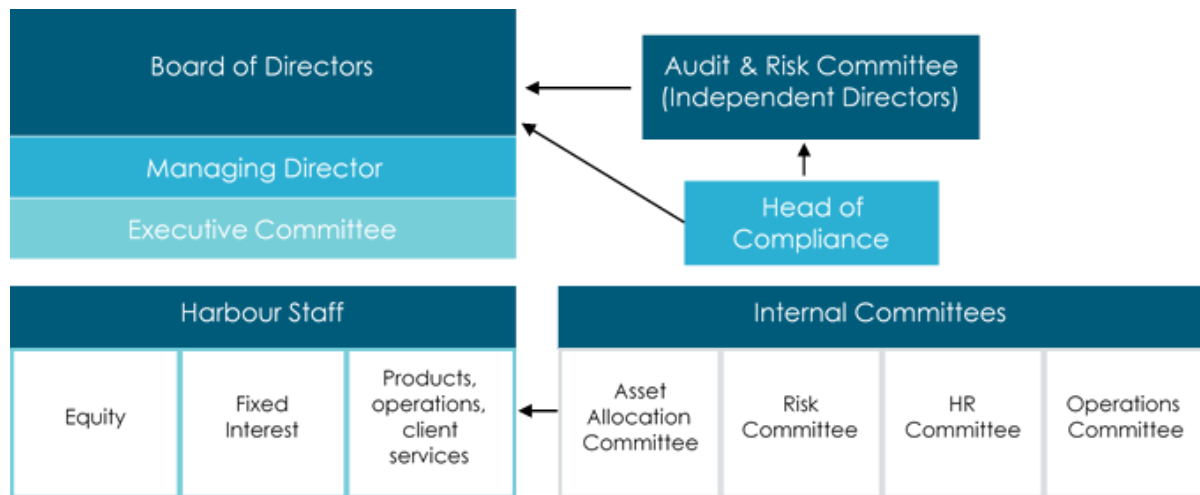 Board of Directors
Managing Director
Executive Committee
Audit & Risk Committee
(Independent Directors)
Head of
Compliance
Harbour Staff
Equity
Fixed
Interest
Products,
operations,
client
services
Internal Committees
Asset
Allocation
Committee
Risk
Committee
HR
Committee
Operations
Committee